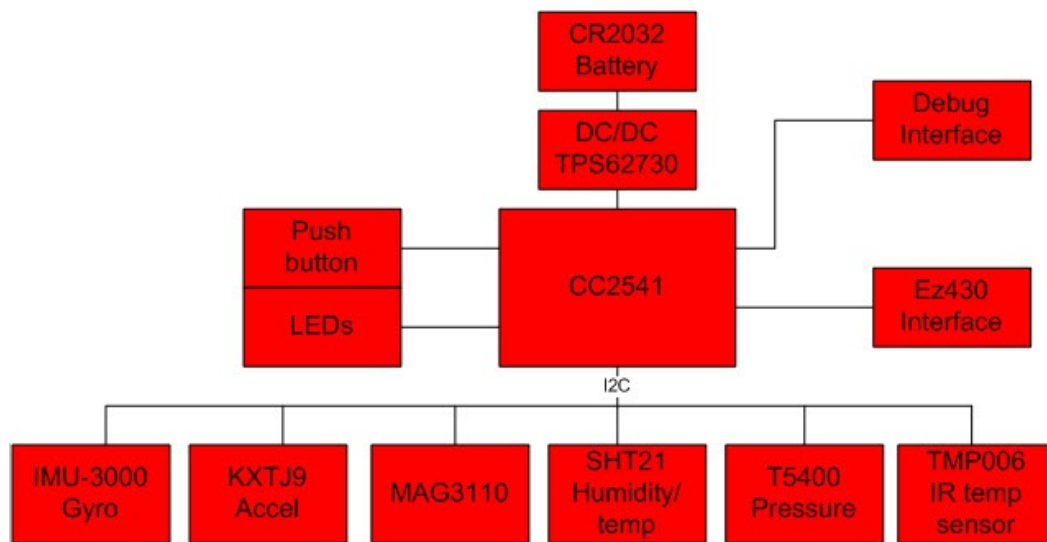 CR2032
Battery
DC/DC
TPS62730
Debug
Interface
Push
button
LEDs
CC2541
Ez430
Interface
I2C
IMU-3000
Gyro
KXTJ9
Accel
MAG3110
SHT21
Humidity/
temp
T5400
Pressure
TMP006
IR temp
sensor